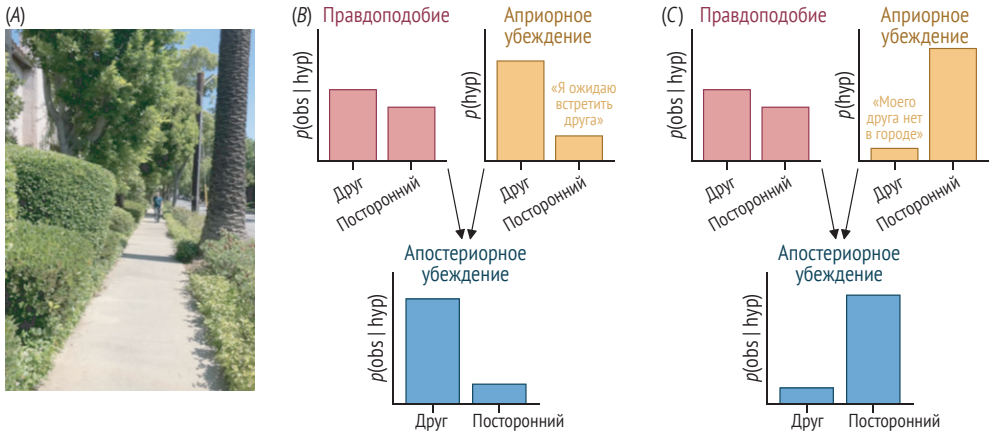 (A)
(B)
Правдоподобие
p(obs | hyp)
Друг
Посторонний
Априорное
убеждение
p(hyp)
«Я ожидаю
встретить
друга»
Друг
Посторонний
Апостериорное
убеждение
p(obs | hyp)
Друг
Посторонний
(C)
Правдоподобие
p(obs | hyp)
Друг
Посторонний
Априорное
убеждение
p(hyp)
«Моего
друга нет
в городе»
Друг
Посторонний
Апостериорное
убеждение
p(obs | hyp)
Друг
Посторонний